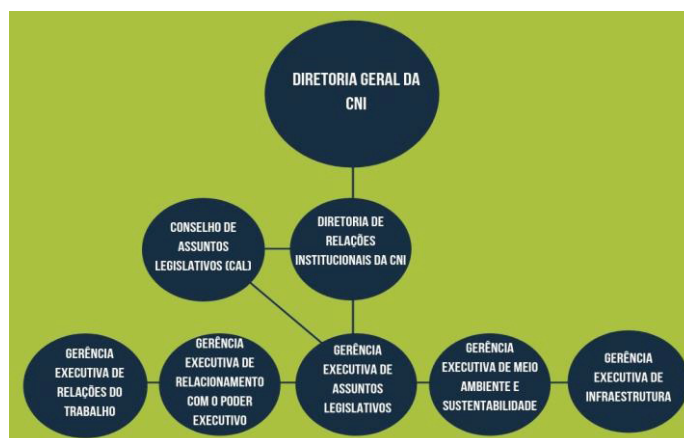 DIRETORIA GERAL DA
CNI
CONSELHO DE
ASSUNTOS
LEGISLATIVOS (CAL)
DIRETORIA DE
RELAÇÕES
INSTITUCIONAIS DA CNI
GERÊNCIA
EXECUTIVA DE
RELAÇÕES DO
TRABALHO
GERÊNCIA
EXECUTIVA DE
RELACIONAMENTO
COM O PODER
EXECUTIVO
GERÊNCIA
EXECUTIVA DE
ASSUNTOS
LEGISLATIVOS
GERÊNCIA
EXECUTIVA DE MEIO
AMBIENTE E
SUSTENTABILIDADE
GERÊNCIA
EXECUTIVA DE
INFRAESTRUTURA